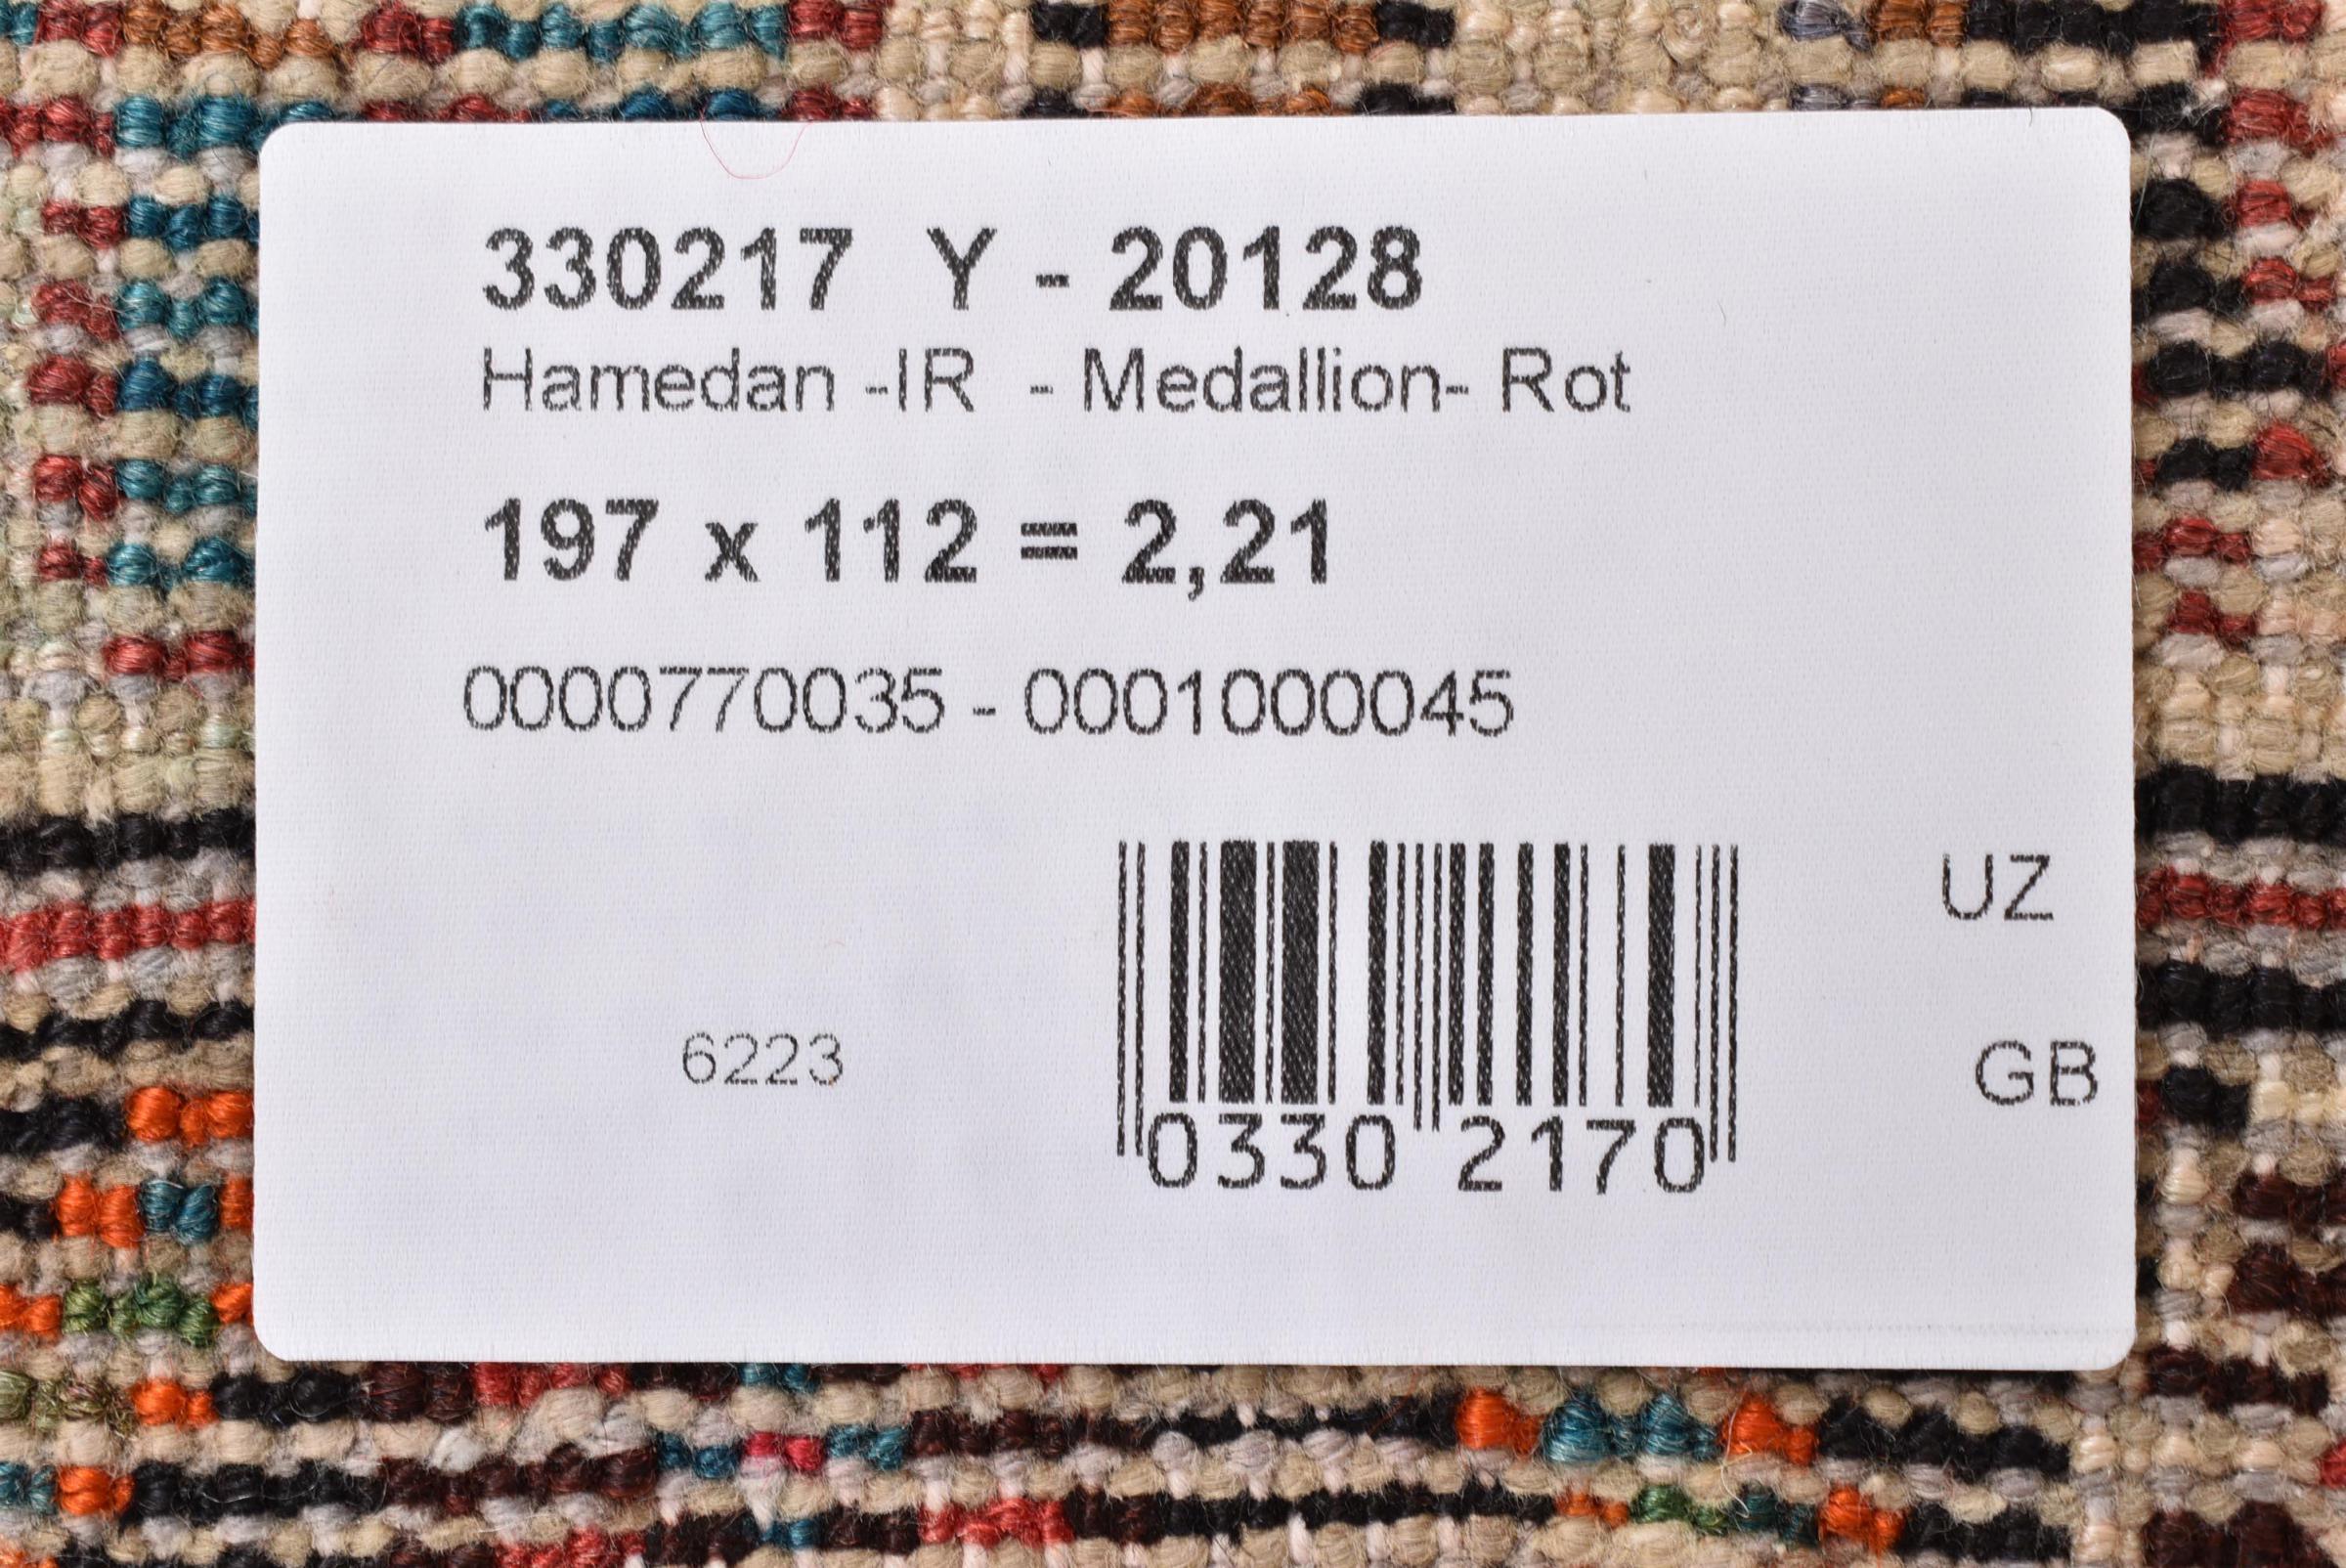 330217 Y - 20128
Hamedan -IR - Medallion- Rot
197 x 112 = 2,21
0000770035 - 0001000045
UZ
6223
GB
0330 2170